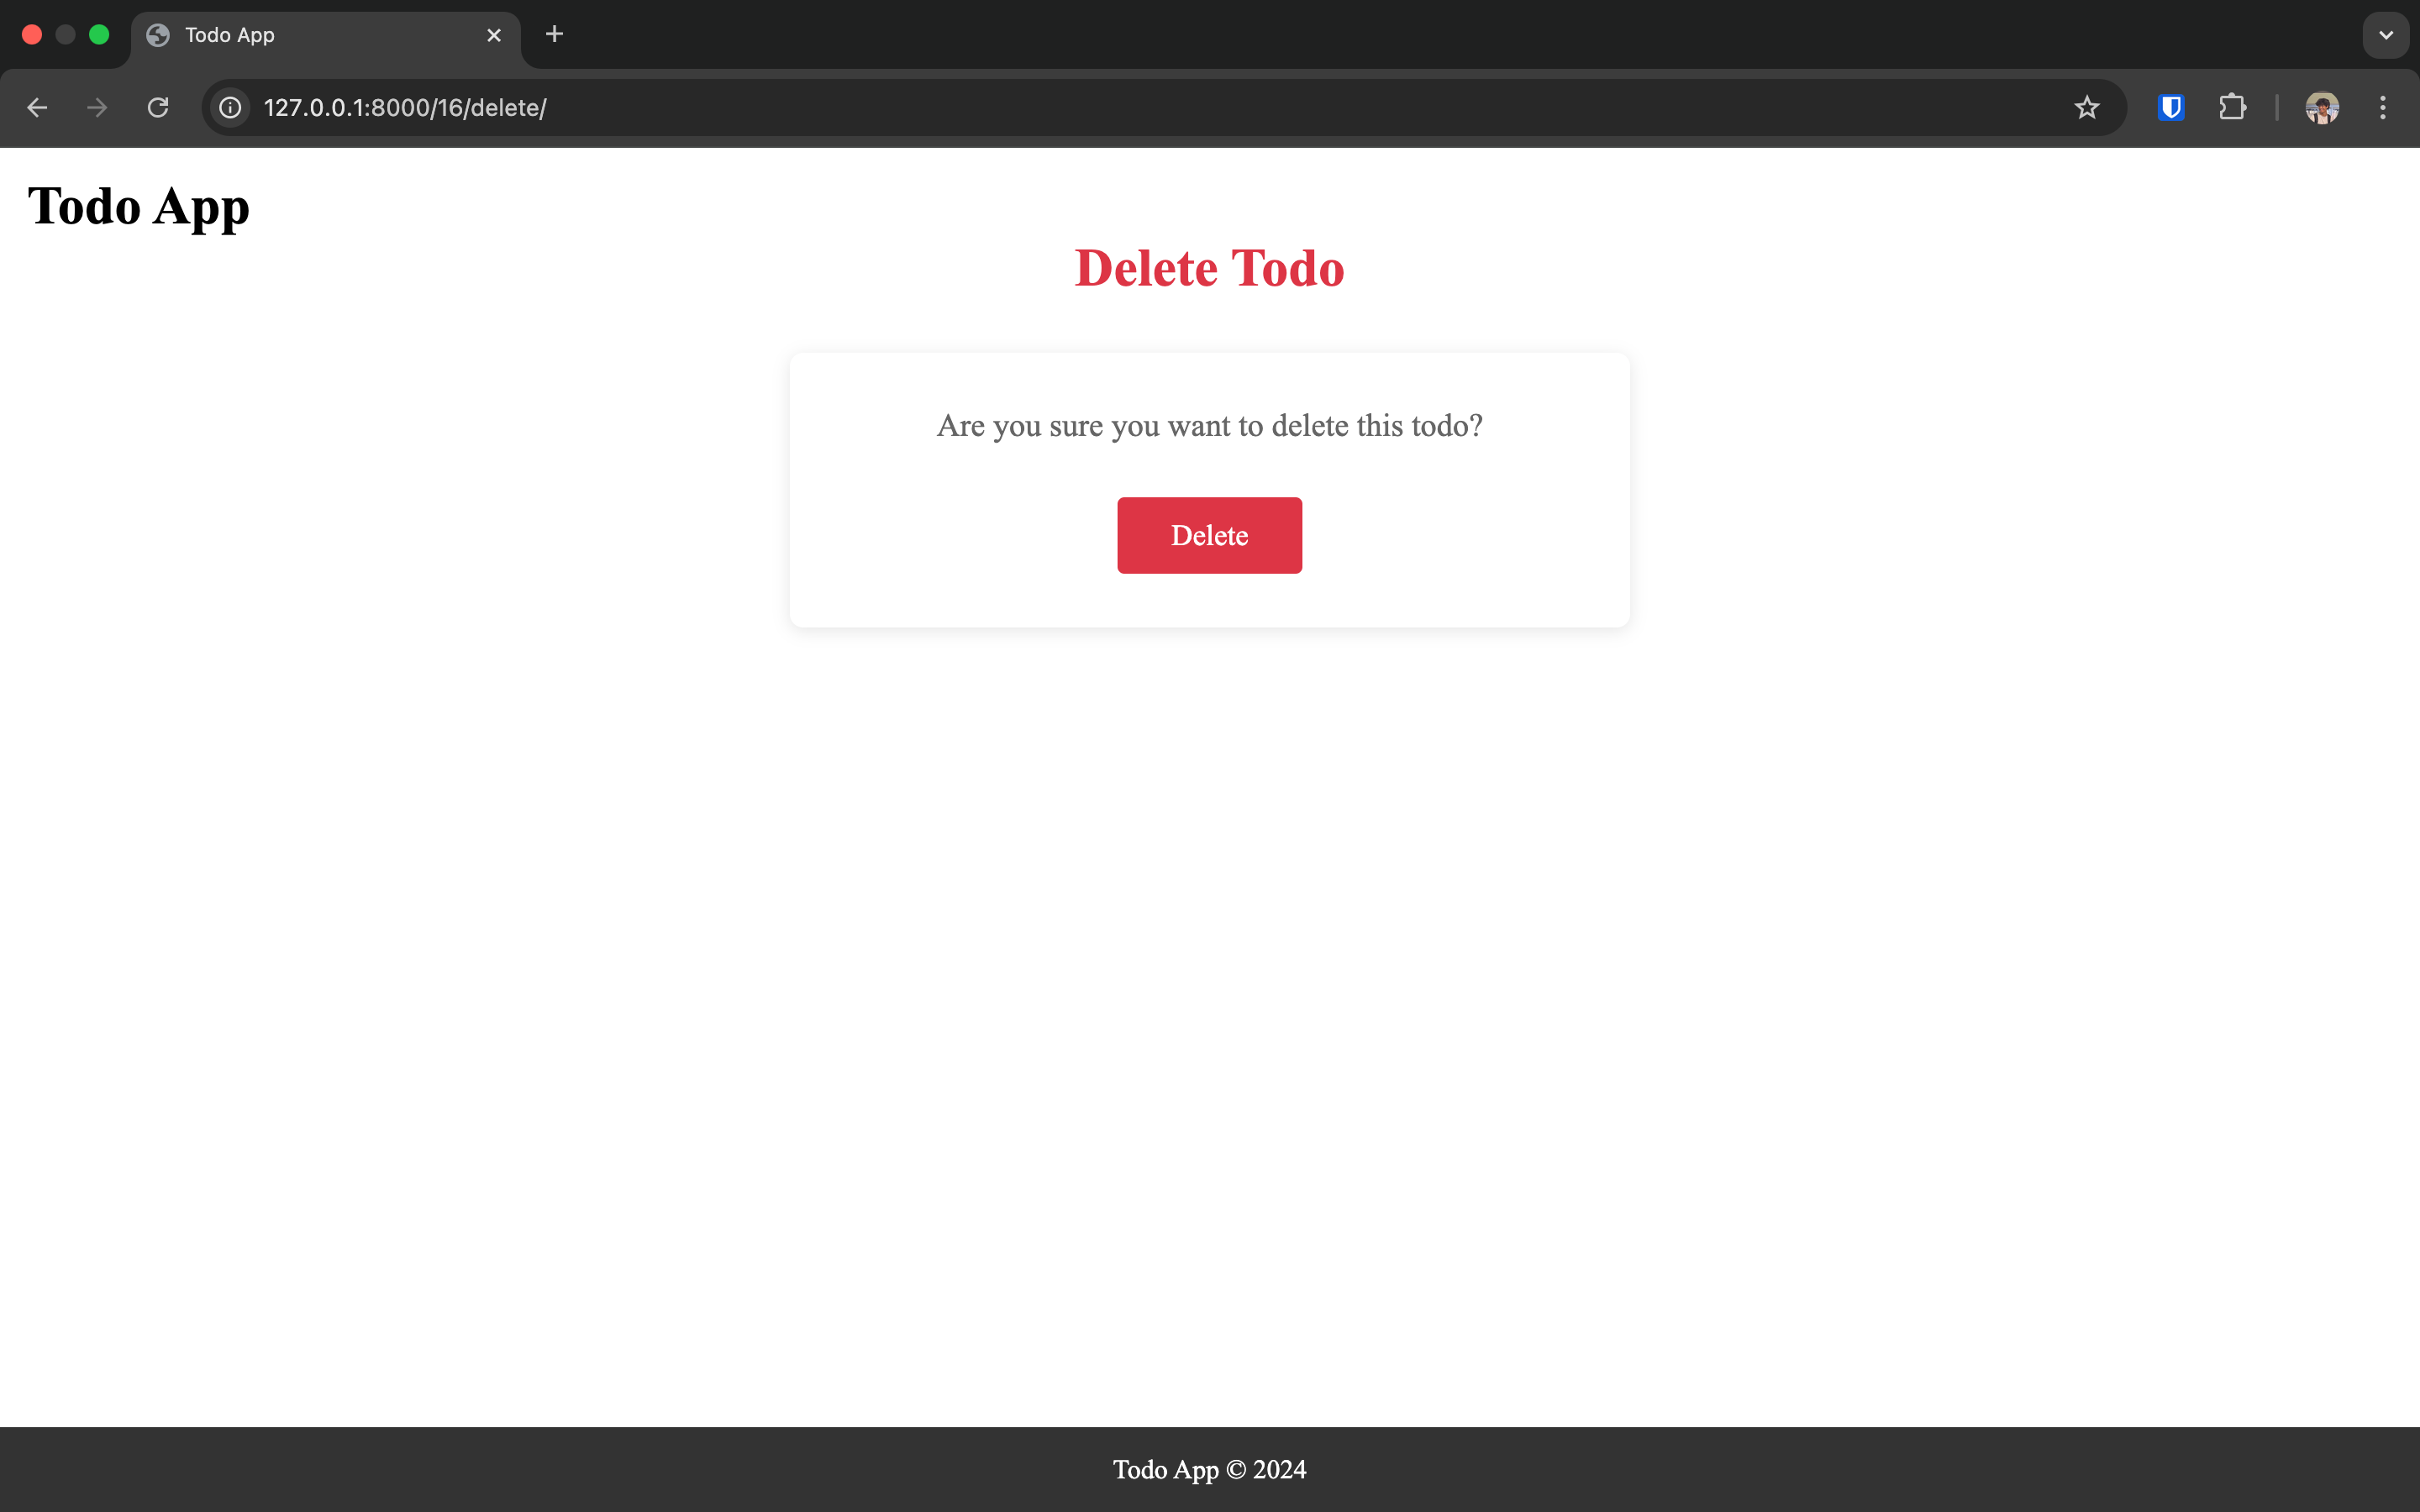 Todo App
127.0.0.1:8000/16/delete/
Todo App
Delete Todo
Are you sure you want to delete this todo?
Delete
Todo App © 2024